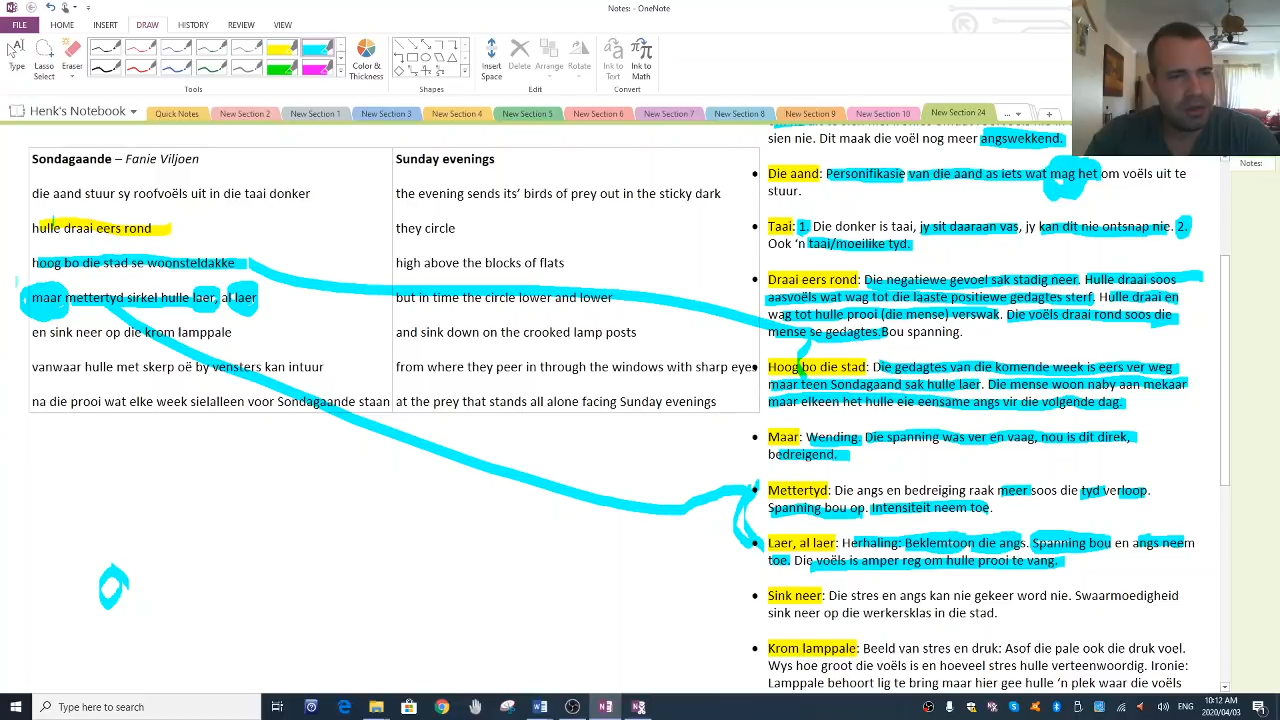 Notes: - OneNote
FILE HOME INSERT DRAW HISTORY REVIEW VIEW
Type Lasso Select Eraser Color & Thickness Insert Space Delete Arrange Rotate Ink to Text Ink to Math
Tools Shapes Edit Convert
Henk's Notebook Quick Notes New Section 1 New Section 2 New Section 3 New Section 4 New Section 5 New Section 6 New Section 7 New Section 8 New Section 9 New Section 10 New Section 24 ...
Notes:
Sondagaande – Fanie Viljoen
die aand stuur sy roofvoëls uit in die taai donker
hulle draai eers rond
hoog bo die stad se woonsteldakke
maar mettertyd sirkel hulle laer, al laer
en sink neer op die krom lamppale
vanwaar hulle met skerp oë by vensters kan intuur
na die prooi wat elke week stielalleen voor Sondagaande staan
Sunday evenings
the evening sends its' birds of prey out in the sticky dark
they circle
high above the blocks of flats
but in time the circle lower and lower
and sink down on the crooked lamp posts
from where they peer in through the windows with sharp eyes
at the prey that stands all alone facing Sunday evenings
sien nie. Dit maak die voël nog meer angswekkend.
• Die aand: Personifikasie van die aand as iets wat mag het om voëls uit te
stuur.
• Taai: 1. Die donker is taai, jy sit daaraan vas, jy kan dit nie ontsnap nie. 2.
Ook 'n taai/moeilike tyd.
• Draai eers rond: Die negatiewe gevoel sak stadig neer. Hulle draai soos
aasvoëls wat wag tot die laaste positiewe gedagtes sterf. Hulle draai en
wag tot hulle prooi (die mense) verswak. Die voëls draai rond soos die
mense se gedagtes.Bou spanning.
• Hoog bo die stad: Die gedagtes van die komende week is eers ver weg
maar teen Sondagaand sak hulle laer. Die mense woon naby aan mekaar
maar elkeen het hulle eie eensame angs vir die volgende dag.
• Maar: Wending. Die spanning was ver en vaag, nou is dit direk,
bedreigend.
• Mettertyd: Die angs en bedreiging raak meer soos die tyd verloop.
Spanning bou op. Intensiteit neem toe.
• Laer, al laer: Herhaling: Beklemtoon die angs. Spanning bou en angs neem
toe. Die voëls is amper reg om hulle prooi te vang.
• Sink neer: Die stres en angs kan nie gekeer word nie. Swaarmoedigheid
sink neer op die werkersklas in die stad.
• Krom lamppale: Beeld van stres en druk: Asof die pale ook die druk voel.
Wys hoe groot die voëls is en hoeveel stres hulle verteenwoordig. Ironie:
Lamppale behoort lig te bring maar hier gee hulle 'n plek waar die voëls
Type here to search
10:12 AM
2020/04/03